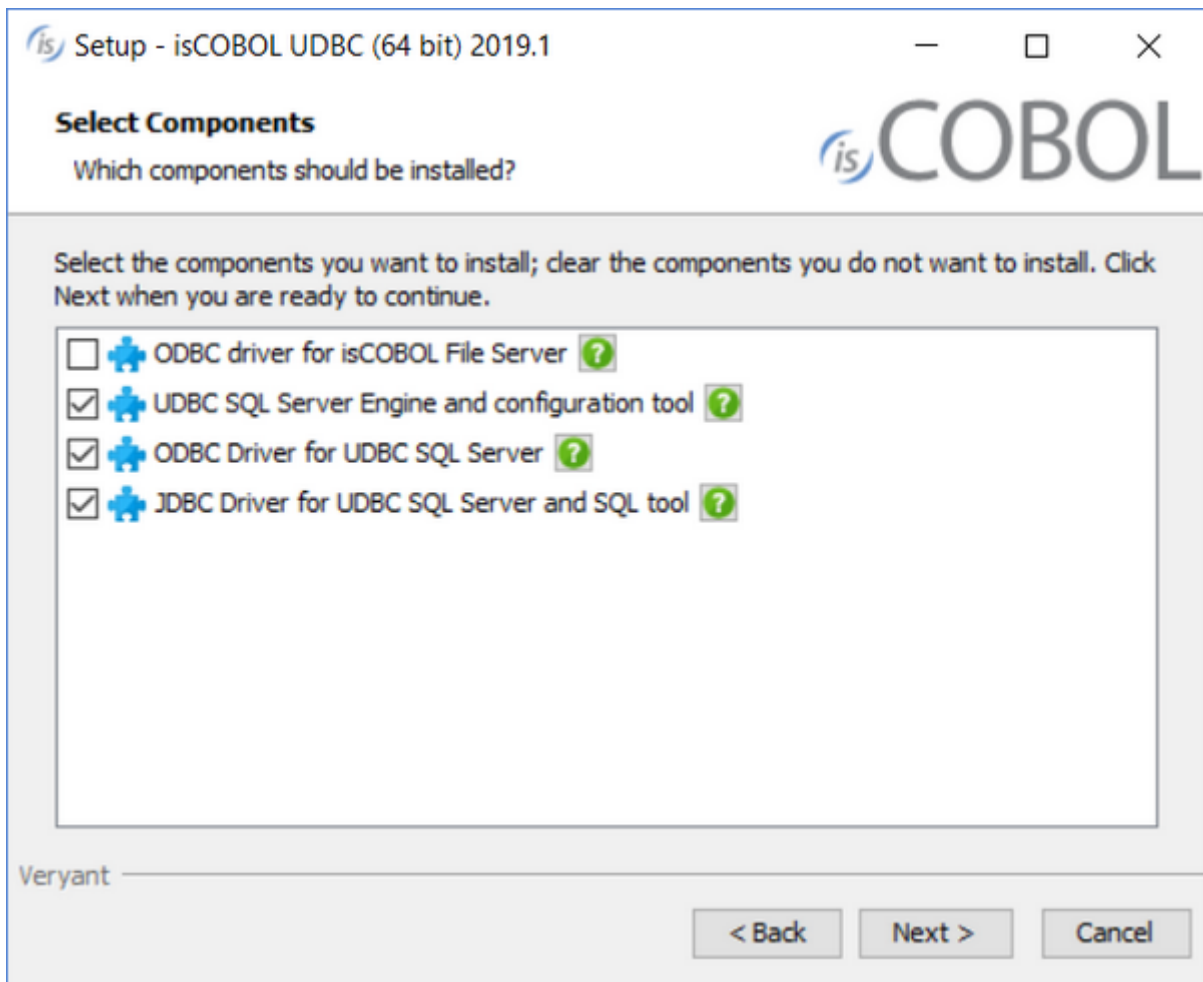 is Setup - isCOBOL UDBC (64 bit) 2019.1
Select Components
Which components should be installed?
is COBOL
Select the components you want to install; clear the components you do not want to install. Click
Next when you are ready to continue.
ODBC driver for isCOBOL File Server ?
UDBC SQL Server Engine and configuration tool ?
ODBC Driver for UDBC SQL Server ?
JDBC Driver for UDBC SQL Server and SQL tool ?
Veryant
< Back Next > Cancel